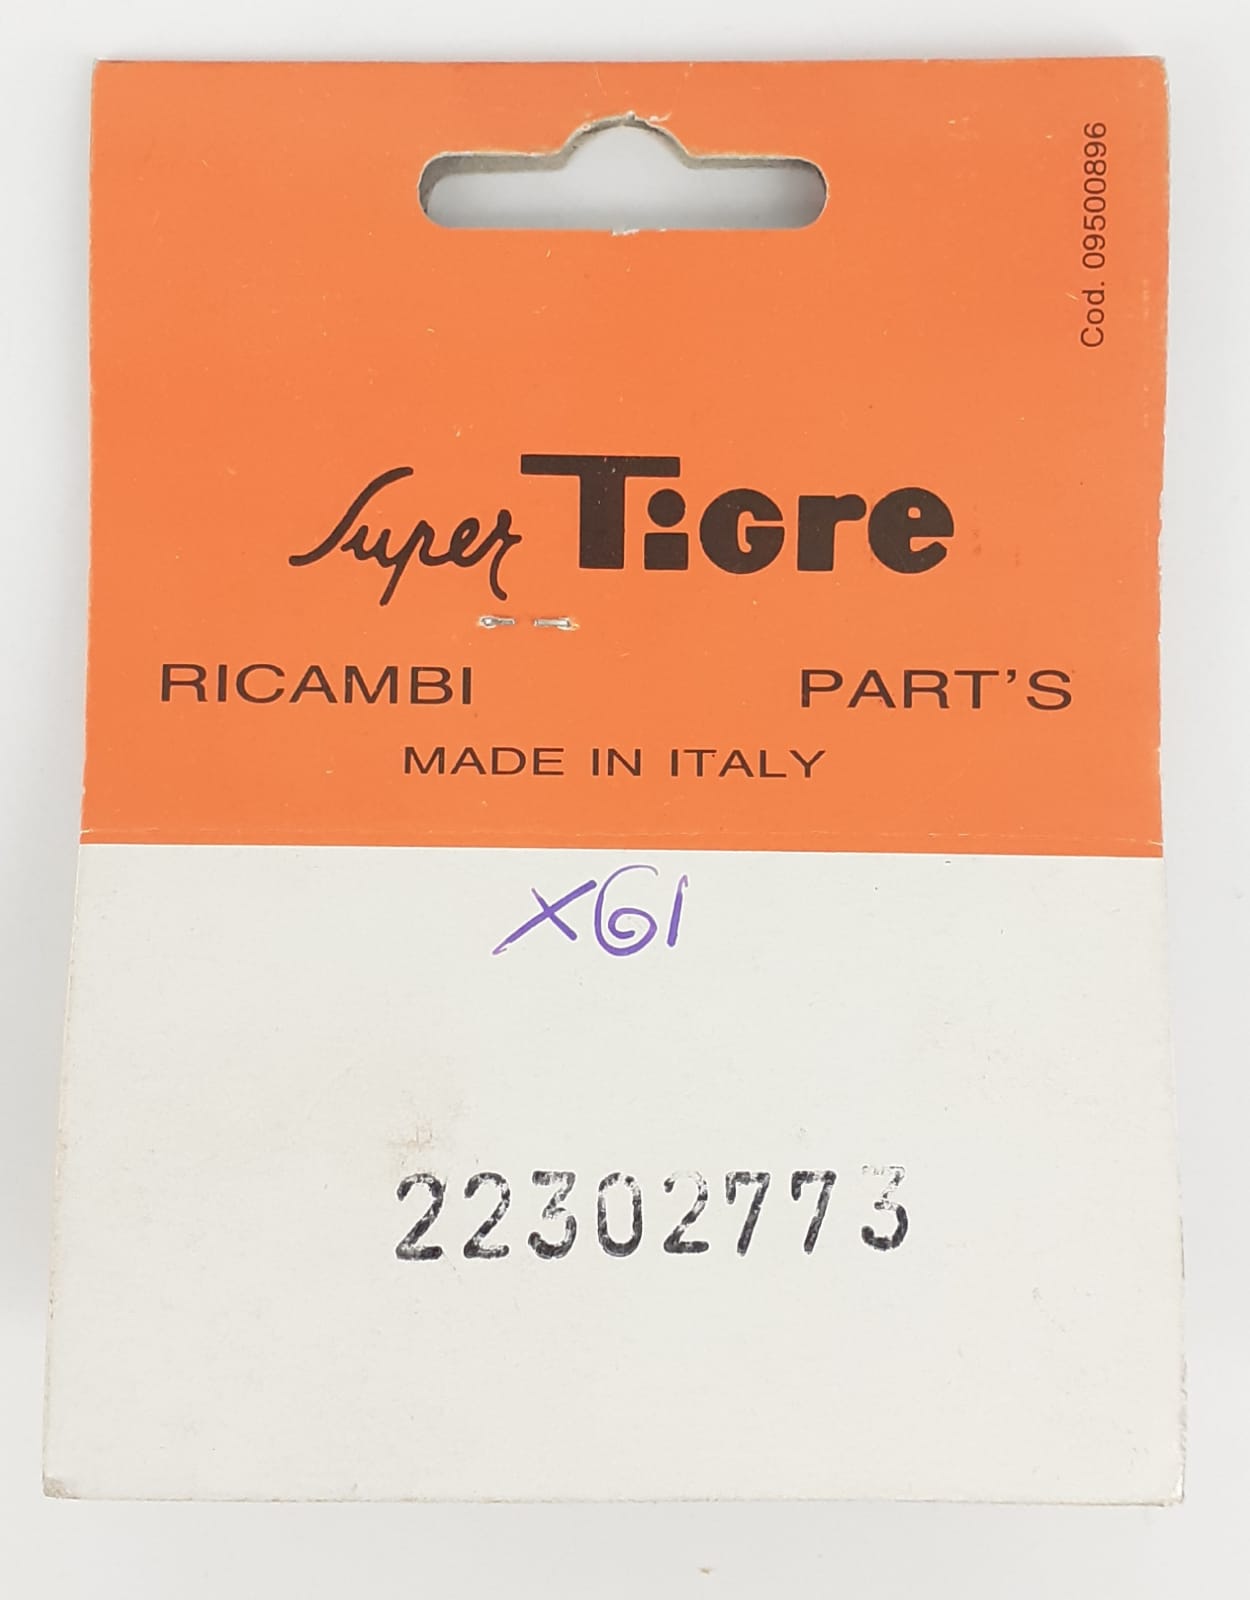 Cod. 09500896
Super Tigre
RICAMBI PART'S
MADE IN ITALY
X61
22302773